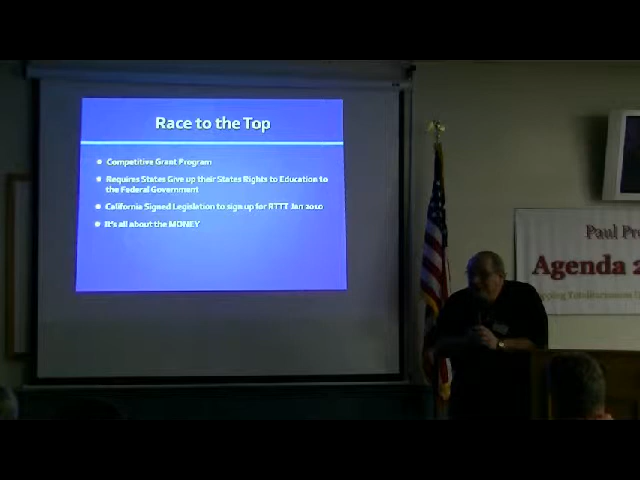 Race to the Top
Competitive Grant Program
Requires States Give up their States Rights to Education to
the Federal Government
California Signed Legislation to sign up for RTTT Jan 2010
It's all about the MONEY
Paul
Agenda